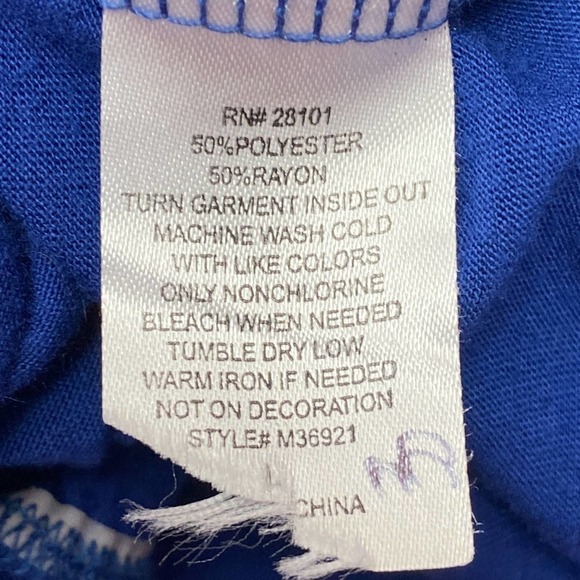 RN# 28101
50%POLYESTER
50%RAYON
TURN GARMENT INSIDE OUT
MACHINE WASH COLD
WITH LIKE COLORS
ONLY NONCHLORINE
BLEACH WHEN NEEDED
TUMBLE DRY LOW
WARM IRON IF NEEDED
NOT ON DECORATION
STYLE# M36921
CHINA